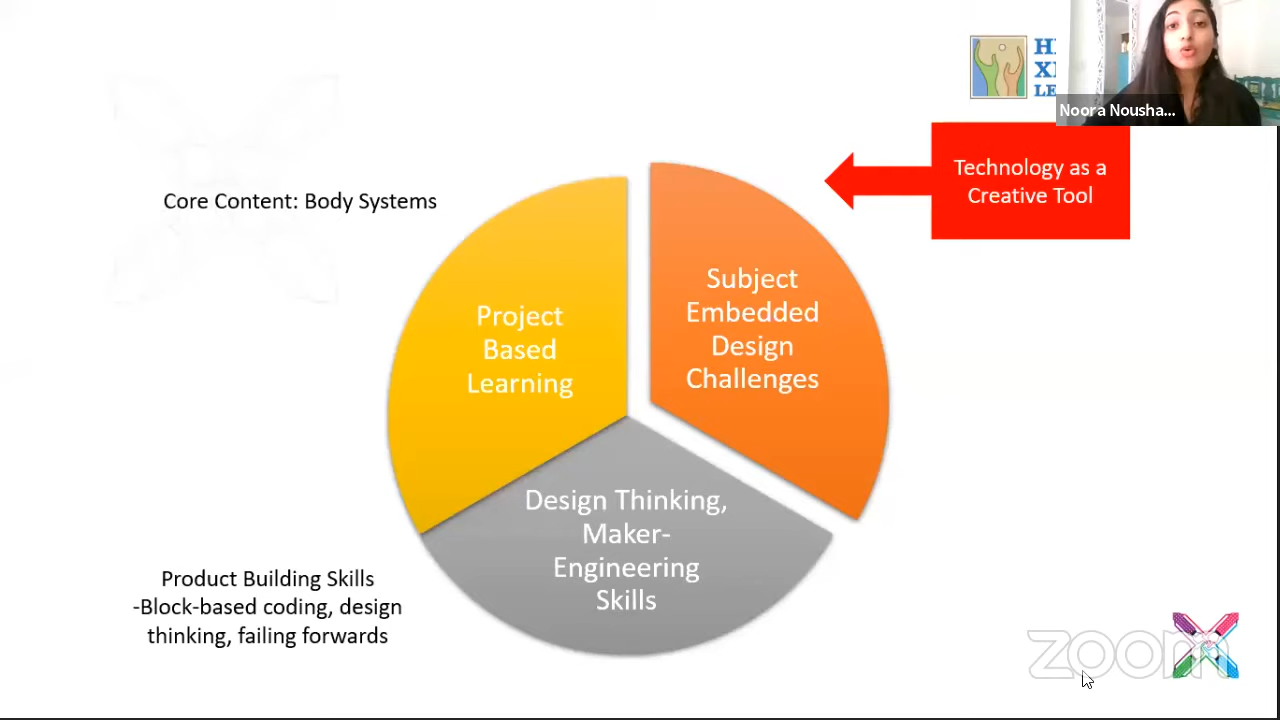 H
X
LE
Noora Nousha...
Technology as a
Creative Tool
Core Content: Body Systems
Subject
Embedded
Design
Challenges
Project
Based
Learning
Design Thinking,
Maker-
Engineering
Skills
Product Building Skills
-Block-based coding, design
thinking, failing forwards
zoom